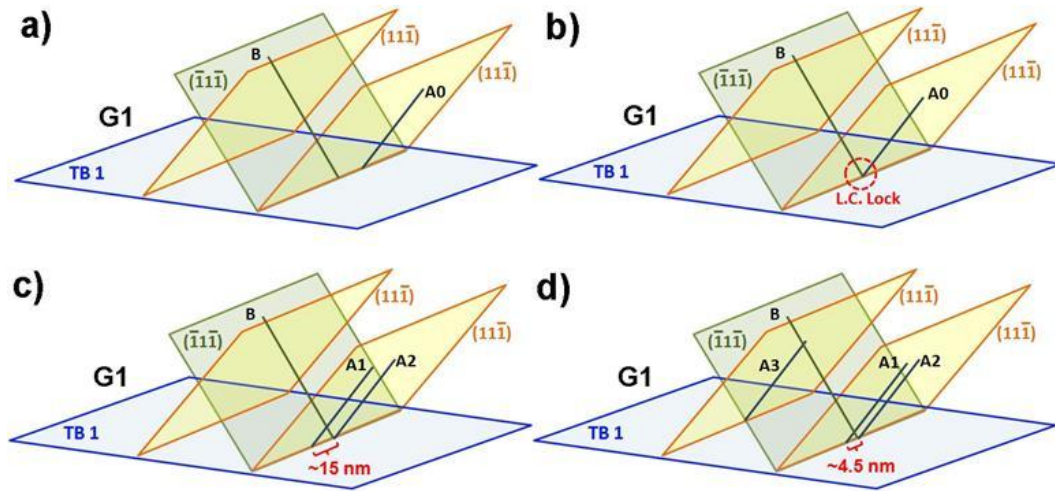 a)
B
(111̅)
(111̅)
(1̅11̅)
A0
G1
TB 1
b)
B
(111̅)
(111̅)
(1̅11̅)
A0
G1
TB 1
L.C. Lock
c)
B
(111̅)
(111̅)
(1̅11̅)
A1
A2
G1
TB 1
~15 nm
d)
B
(111̅)
(111̅)
(1̅11̅)
A3
A1
A2
G1
TB 1
~4.5 nm